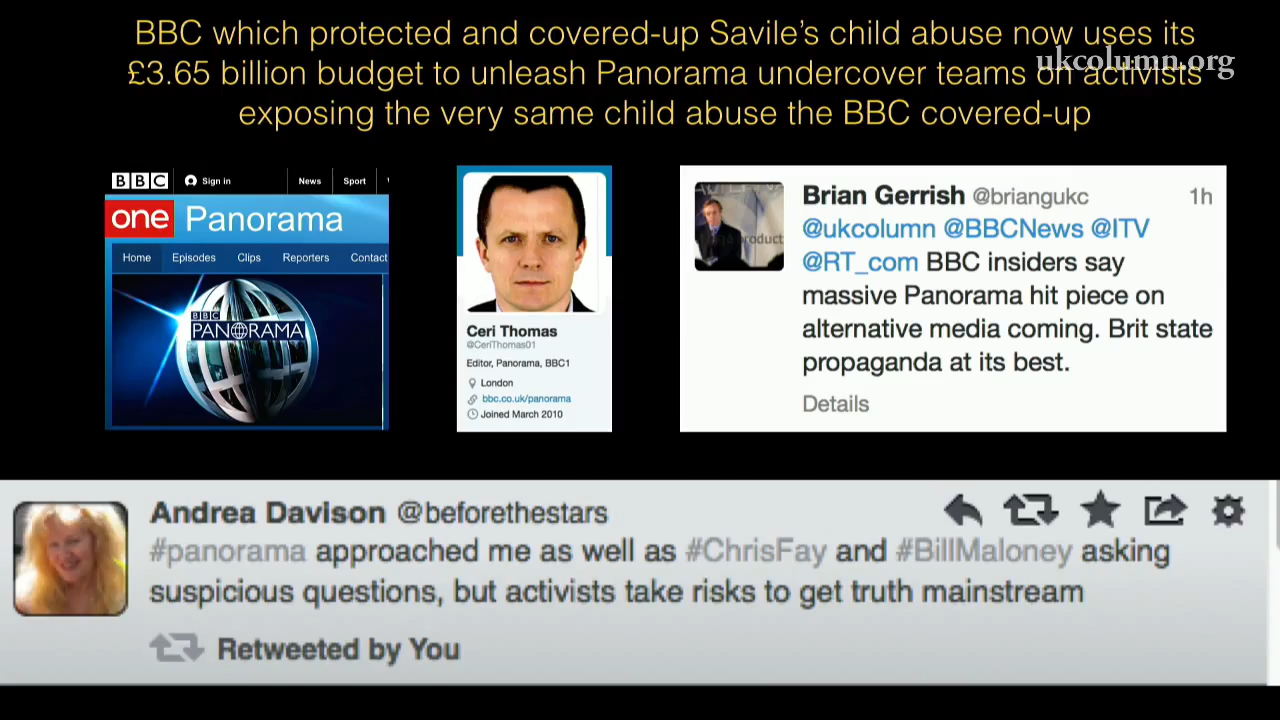 BBC which protected and covered-up Savile's child abuse now uses its
£3.65 billion budget to unleash Panorama undercover teams on activists
exposing the very same child abuse the BBC covered-up
ukcolumn.org
BBC Sign in News Sport
one Panorama
Home Episodes Clips Reporters Contact
BBC
PANORAMA
Ceri Thomas
@CeriThomas01
Editor, Panorama, BBC1
London
bbc.co.uk/panorama
Joined March 2010
Brian Gerrish @briangukc 1h
@ukcolumn @BBCNews @ITV
@RT_com BBC insiders say
massive Panorama hit piece on
alternative media coming. Brit state
propaganda at its best.
Details
Andrea Davison @beforethestars
#panorama approached me as well as #ChrisFay and #BillMaloney asking
suspicious questions, but activists take risks to get truth mainstream
Retweeted by You